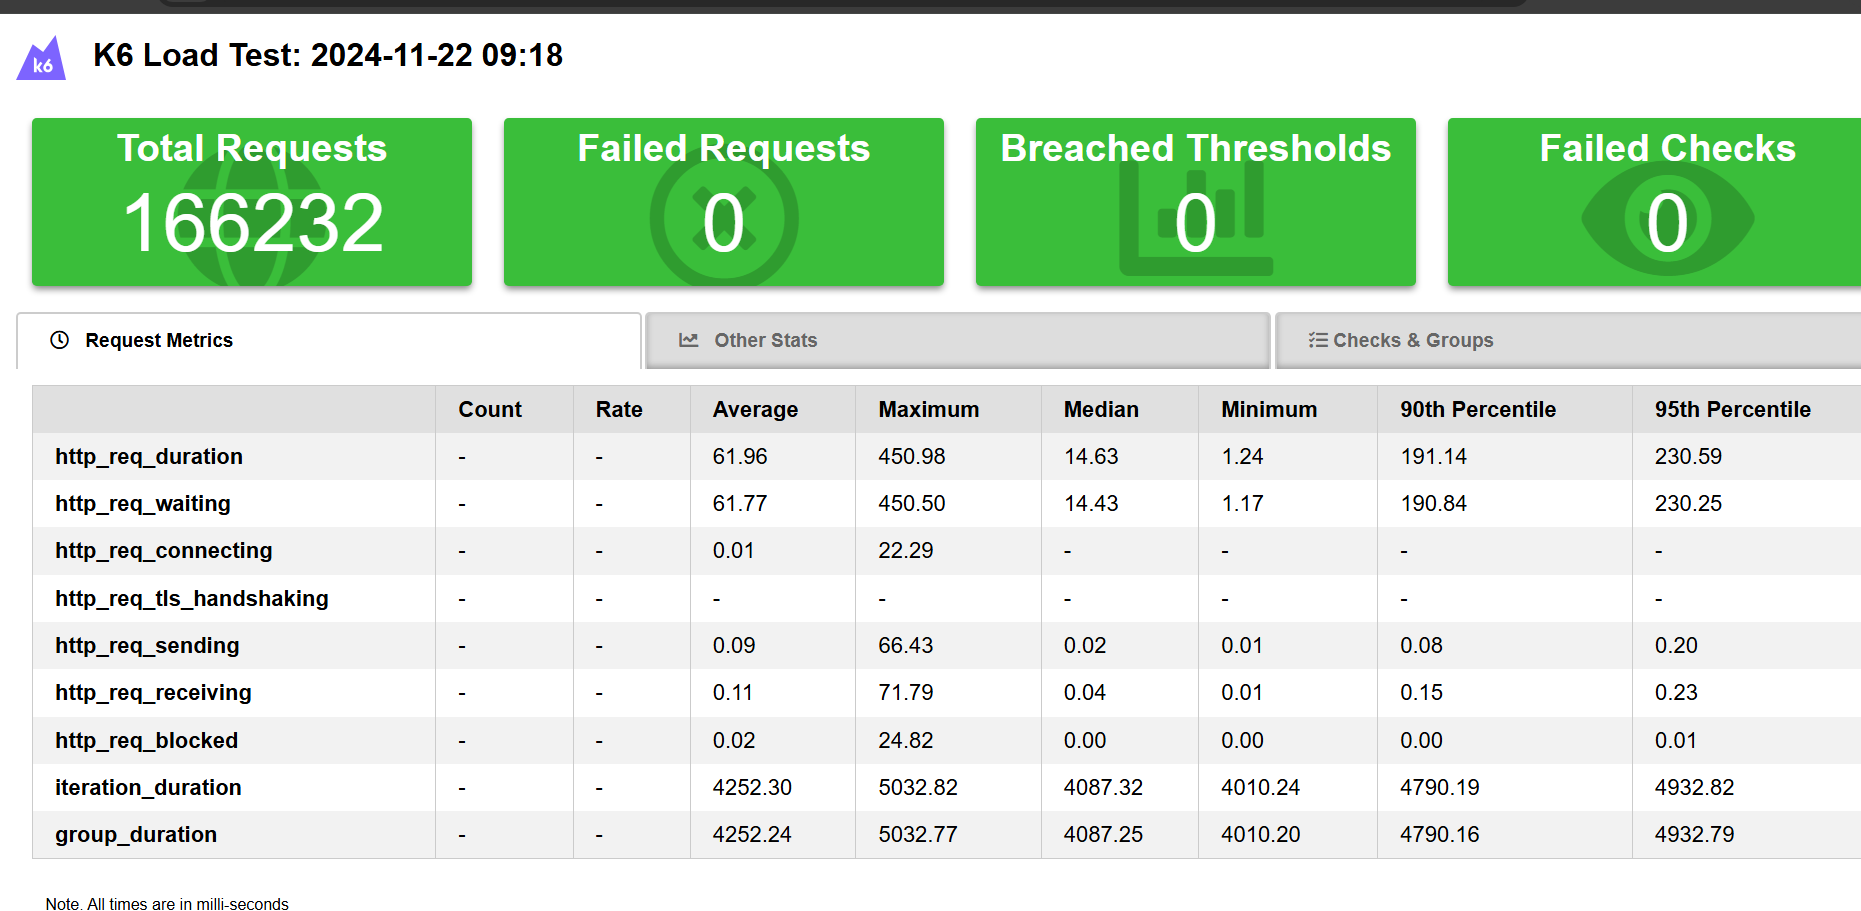 k6 K6 Load Test: 2024-11-22 09:18
Total Requests Failed Requests Breached Thresholds Failed Checks
166232 0 0 0
Request Metrics Other Stats Checks & Groups
Count Rate Average Maximum Median Minimum 90th Percentile 95th Percentile
http_req_duration - - 61.96 450.98 14.63 1.24 191.14 230.59
http_req_waiting - - 61.77 450.50 14.43 1.17 190.84 230.25
http_req_connecting - - 0.01 22.29 - - - -
http_req_tls_handshaking - - - - - - - -
http_req_sending - - 0.09 66.43 0.02 0.01 0.08 0.20
http_req_receiving - - 0.11 71.79 0.04 0.01 0.15 0.23
http_req_blocked - - 0.02 24.82 0.00 0.00 0.00 0.01
iteration_duration - - 4252.30 5032.82 4087.32 4010.24 4790.19 4932.82
group_duration - - 4252.24 5032.77 4087.25 4010.20 4790.16 4932.79
Note. All times are in milli-seconds